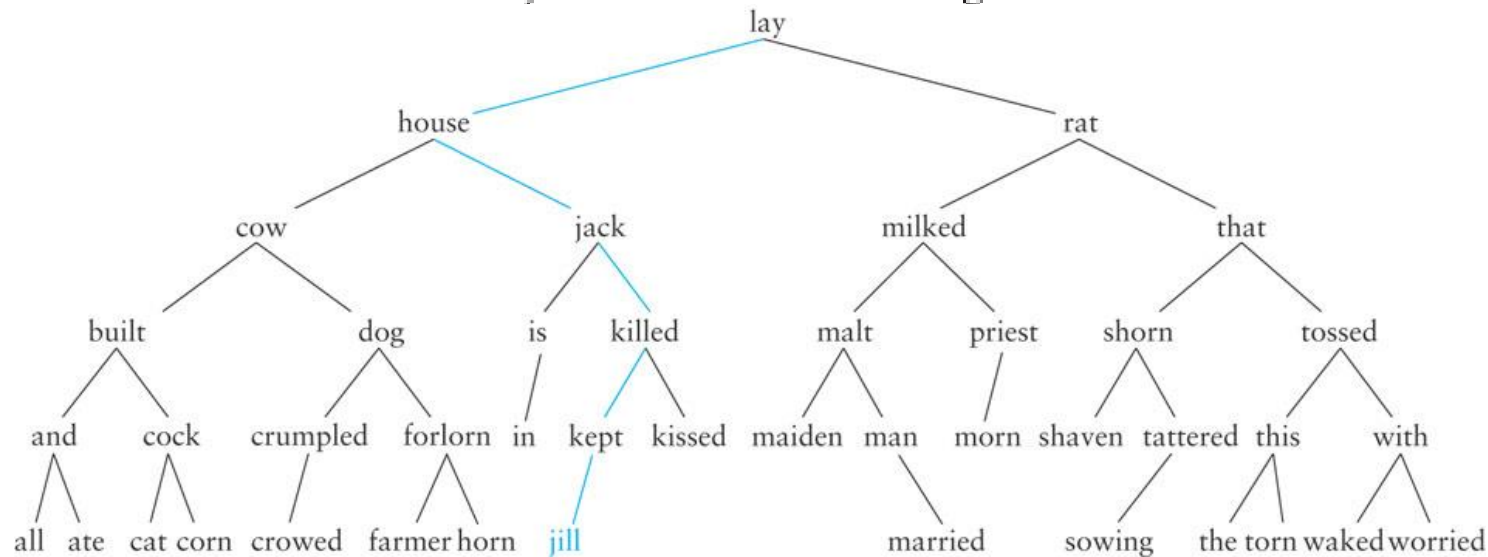 lay
house rat
cow jack milked that
built dog is killed malt priest shorn tossed
and cock crumpled forlorn in kept kissed maiden man morn shaven tattered this with
all ate cat corn crowed farmer horn jill married sowing the torn waked worried